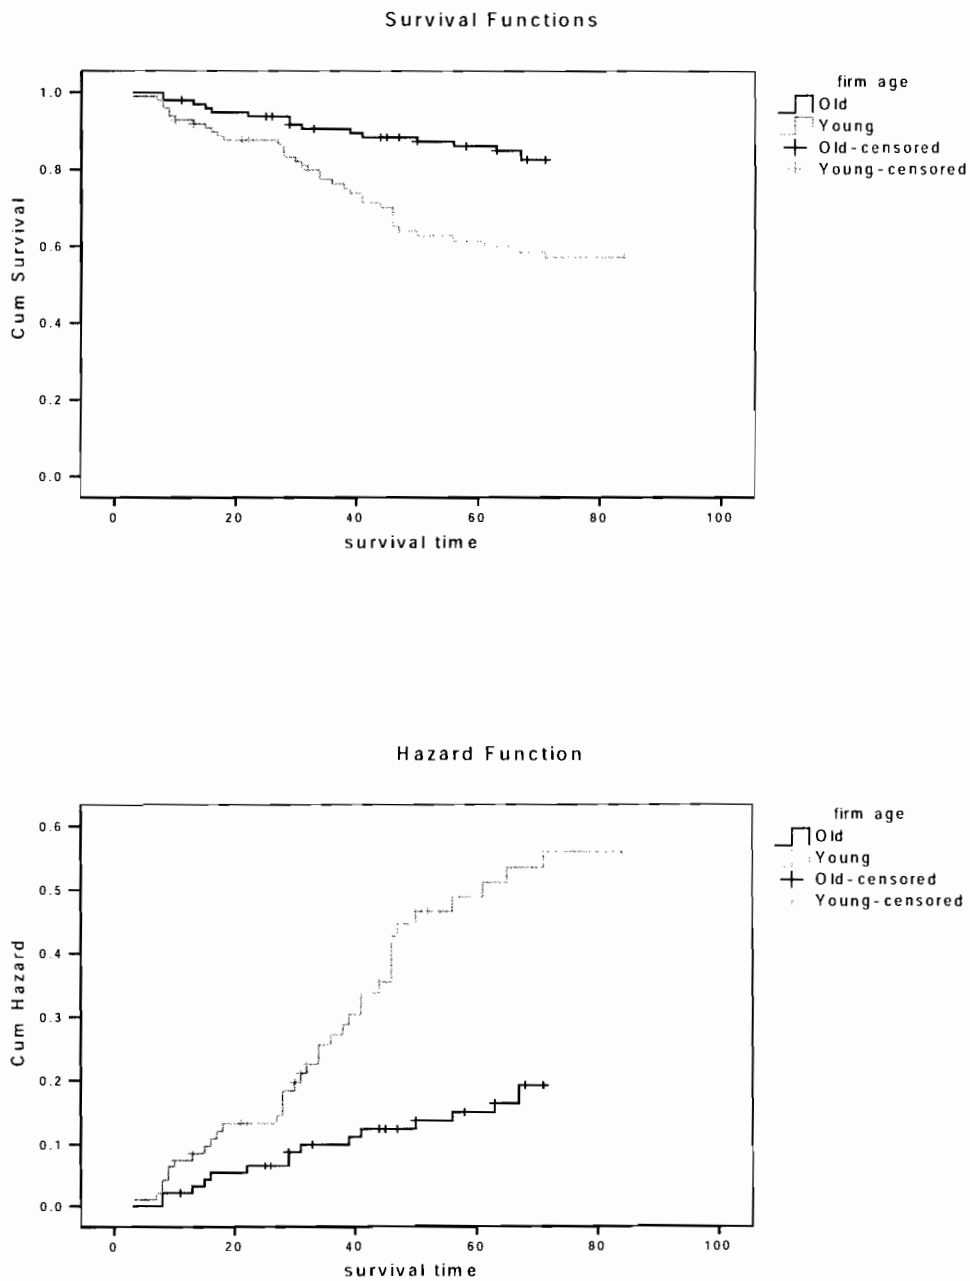 Survival Functions
firm age
Old
Young
Old-censored
Young-censored
Cum Survival
1.0
0.8
0.6
0.4
0.2
0.0
0 20 40 60 80 100
survival time
Hazard Function
firm age
Old
Young
Old-censored
Young-censored
Cum Hazard
0.6
0.5
0.4
0.3
0.2
0.1
0.0
0 20 40 60 80 100
survival time